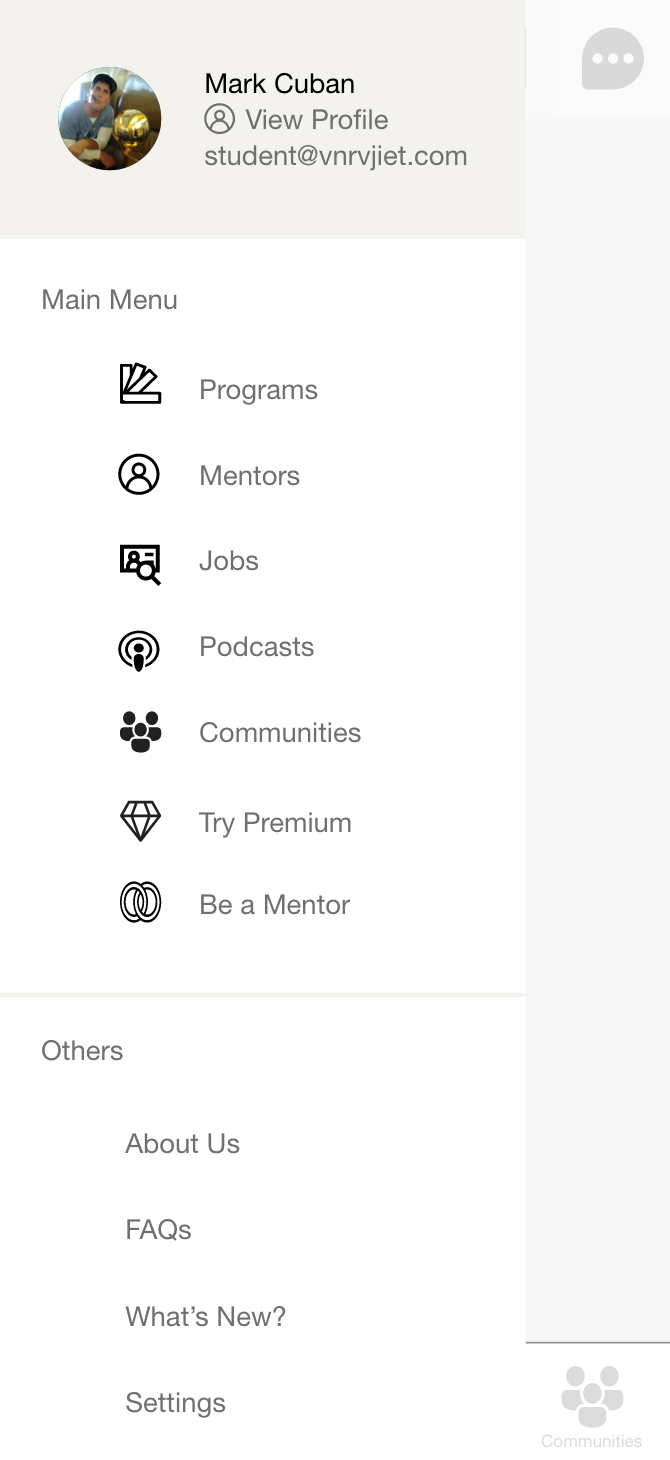 Mark Cuban
View Profile
student@vnrvjiet.com
Main Menu
Programs
Mentors
Jobs
Podcasts
Communities
Try Premium
Be a Mentor
Others
About Us
FAQs
What's New?
Settings
Communities